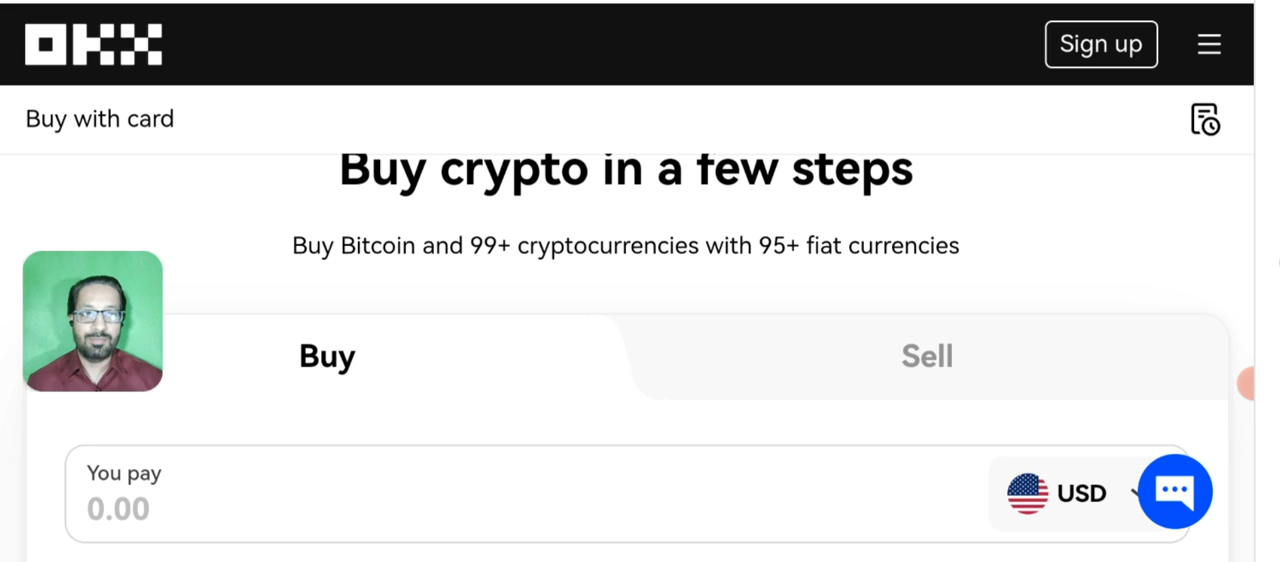 OKX
Sign up
Buy with card
Buy crypto in a few steps
Buy Bitcoin and 99+ cryptocurrencies with 95+ fiat currencies
Buy
Sell
You pay
0.00
USD